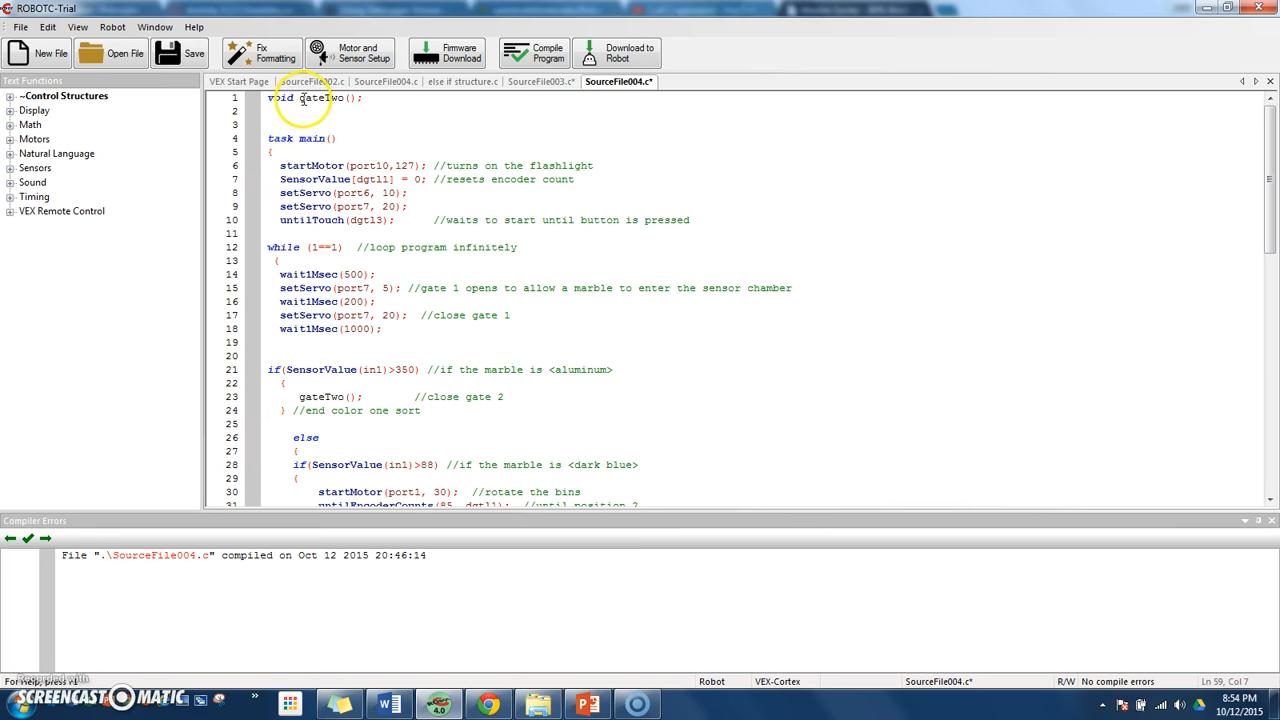 ROBOTC-Trial
File Edit View Robot Window Help
New File Open File Save Fix Formatting Motor and Sensor Setup Firmware Download Compile Program Download to Robot
Text Functions
VEX Start Page SourceFile002.c SourceFile004.c else if structure.c SourceFile003.c* SourceFile004.c*
~Control Structures
Display
Math
Motors
Natural Language
Sensors
Sound
Timing
VEX Remote Control
1 void gateTwo();
2
3
4 task main()
5 {
6 startMotor(port10,127); //turns on the flashlight
7 SensorValue[dgtl1] = 0; //resets encoder count
8 setServo(port6, 10);
9 setServo(port7, 20);
10 untilTouch(dgtl3); //waits to start until button is pressed
11
12 while (1==1) //loop program infinitely
13 {
14 wait1Msec(500);
15 setServo(port7, 5); //gate 1 opens to allow a marble to enter the sensor chamber
16 wait1Msec(200);
17 setServo(port7, 20); //close gate 1
18 wait1Msec(1000);
19
20
21 if(SensorValue(in1)>350) //if the marble is <aluminum>
22 {
23 gateTwo(); //close gate 2
24 } //end color one sort
25
26 else
27 {
28 if(SensorValue(in1)>88) //if the marble is <dark blue>
29 {
30 startMotor(port1, 30); //rotate the bins
31 untilEncoderCounts(85, dgtl1); //until position 2
Compiler Errors
File ".\SourceFile004.c" compiled on Oct 12 2015 20:46:14
For Help, press F1 Robot VEX-Cortex SourceFile004.c* R/W No compile errors Ln 59, Col 7
Recorded with
SCREENCAST-O-MATIC
4.0
8:54 PM
10/12/2015